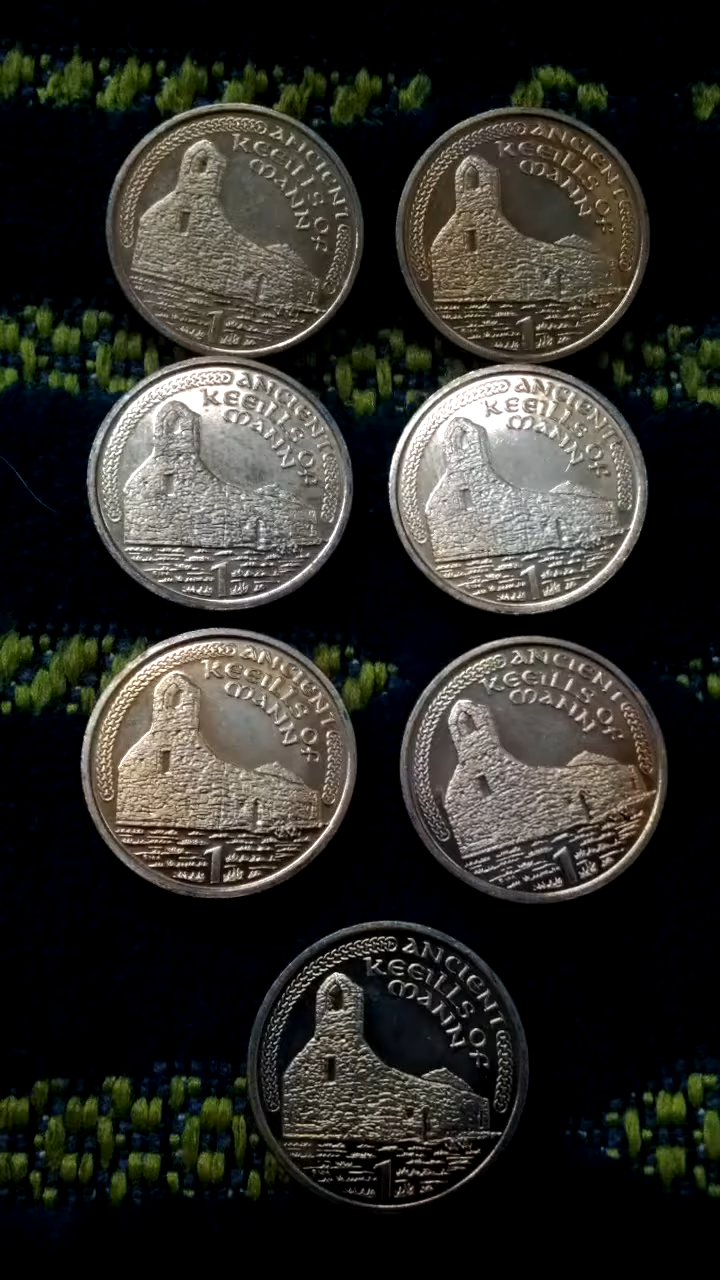 ANCIENT
KEEILLS OF
MANN
1
ANCIENT
KEEILLS OF
MANN
1
ANCIENT
KEEILLS OF
MANN
1
ANCIENT
KEEILLS OF
MANN
1
ANCIENT
KEEILLS OF
MANN
1
ANCIENT
KEEILLS OF
MANN
1
ANCIENT
KEEILLS OF
MANN
1